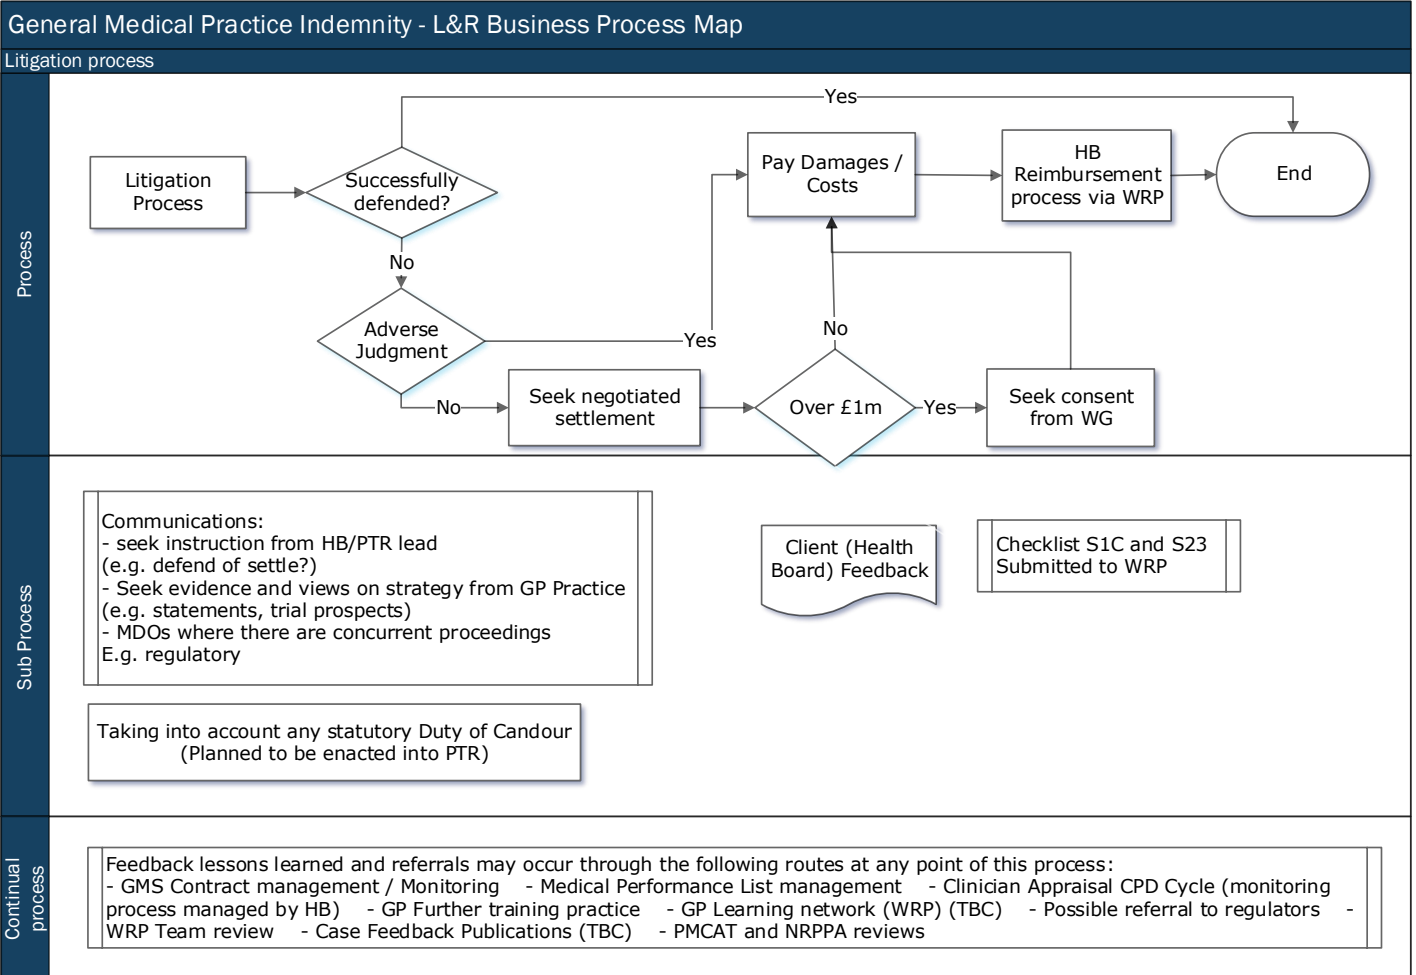 General Medical Practice Indemnity - L&R Business Process Map
Litigation process
Process
Yes
Litigation
Process
Successfully
defended?
No
Adverse
Judgment
Yes
No
Seek negotiated
settlement
Over £1m
No
Yes
Seek consent
from WG
Pay Damages /
Costs
HB
Reimbursement
process via WRP
End
Sub Process
Communications:
- seek instruction from HB/PTR lead
(e.g. defend of settle?)
- Seek evidence and views on strategy from GP Practice
(e.g. statements, trial prospects)
- MDOs where there are concurrent proceedings
E.g. regulatory
Client (Health
Board) Feedback
Checklist S1C and S23
Submitted to WRP
Taking into account any statutory Duty of Candour
(Planned to be enacted into PTR)
Continual
process
Feedback lessons learned and referrals may occur through the following routes at any point of this process:
- GMS Contract management / Monitoring - Medical Performance List management - Clinician Appraisal CPD Cycle (monitoring
process managed by HB) - GP Further training practice - GP Learning network (WRP) (TBC) - Possible referral to regulators -
WRP Team review - Case Feedback Publications (TBC) - PMCAT and NRPPA reviews